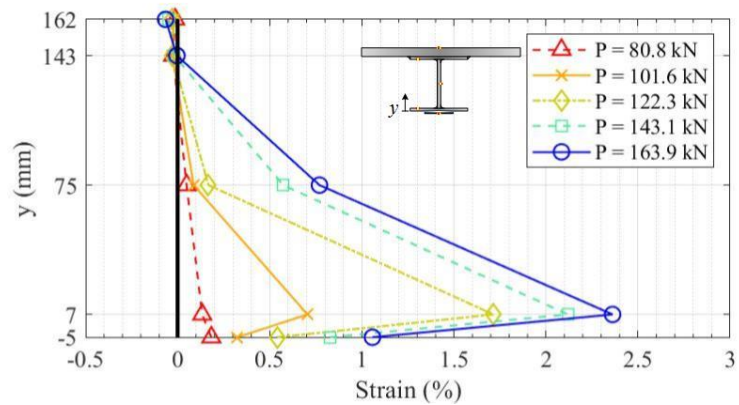 162
143
75
7
-5
y (mm)
-0.5 0 0.5 1 1.5 2 2.5 3
Strain (%)
y
P = 80.8 kN
P = 101.6 kN
P = 122.3 kN
P = 143.1 kN
P = 163.9 kN